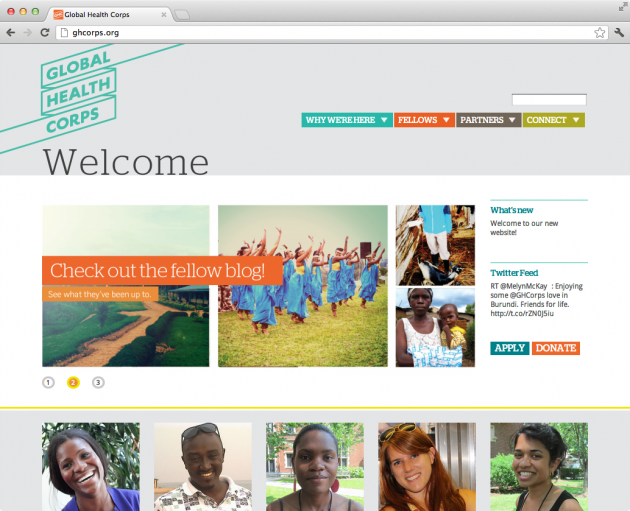 Global Health Corps
ghcorps.org
GLOBAL
HEALTH
CORPS
WHY WE'RE HERE
FELLOWS
PARTNERS
CONNECT
Welcome
Check out the fellow blog!
See what they've been up to.
1
2
3
What's new
Welcome to our new
website!
Twitter Feed
RT @MelynMcKay : Enjoying
some @GHCorps love in
Burundi. Friends for life.
http://t.co/rZN0J5iu
APPLY
DONATE